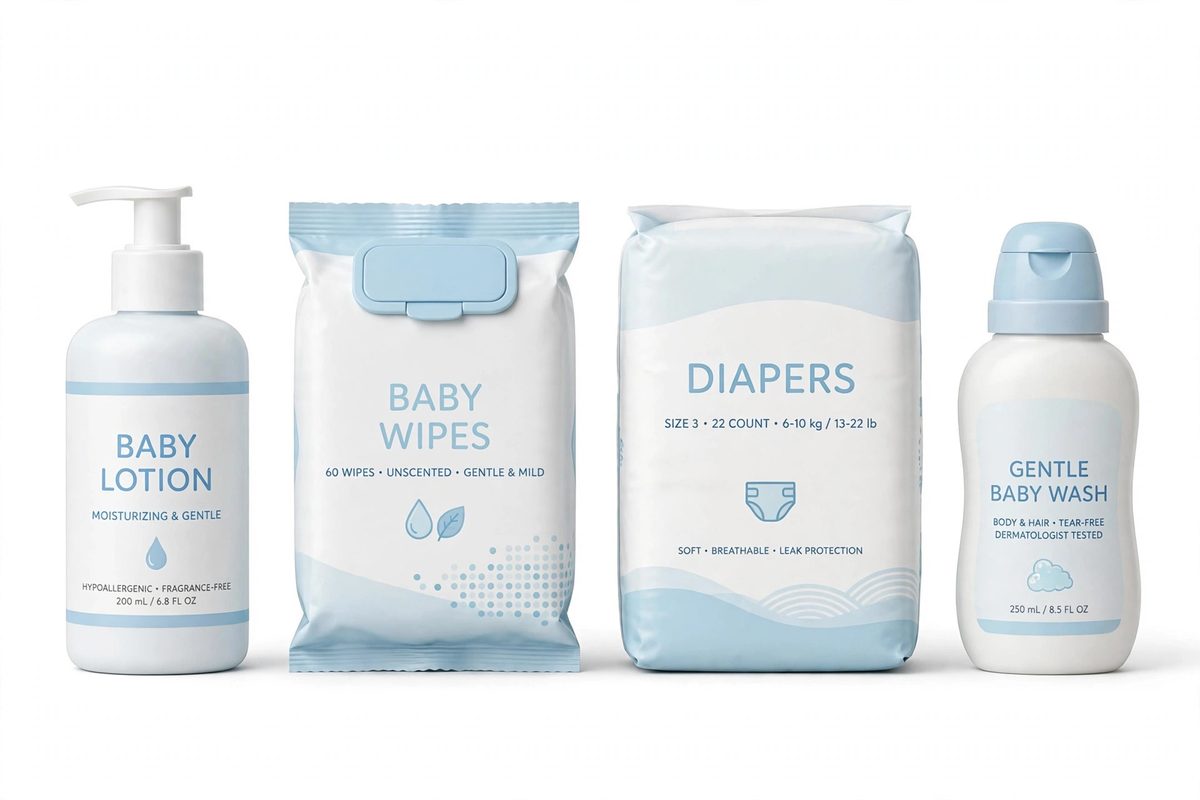 BABY
LOTION
MOISTURIZING & GENTLE
HYPOALLERGENIC • FRAGRANCE-FREE
200 mL / 6.8 FL OZ
BABY
WIPES
60 WIPES • UNSCENTED • GENTLE & MILD
DIAPERS
SIZE 3 • 22 COUNT • 6-10 kg / 13-22 lb
SOFT • BREATHABLE • LEAK PROTECTION
GENTLE
BABY WASH
BODY & HAIR • TEAR-FREE
DERMATOLOGIST TESTED
250 mL / 8.5 FL OZ